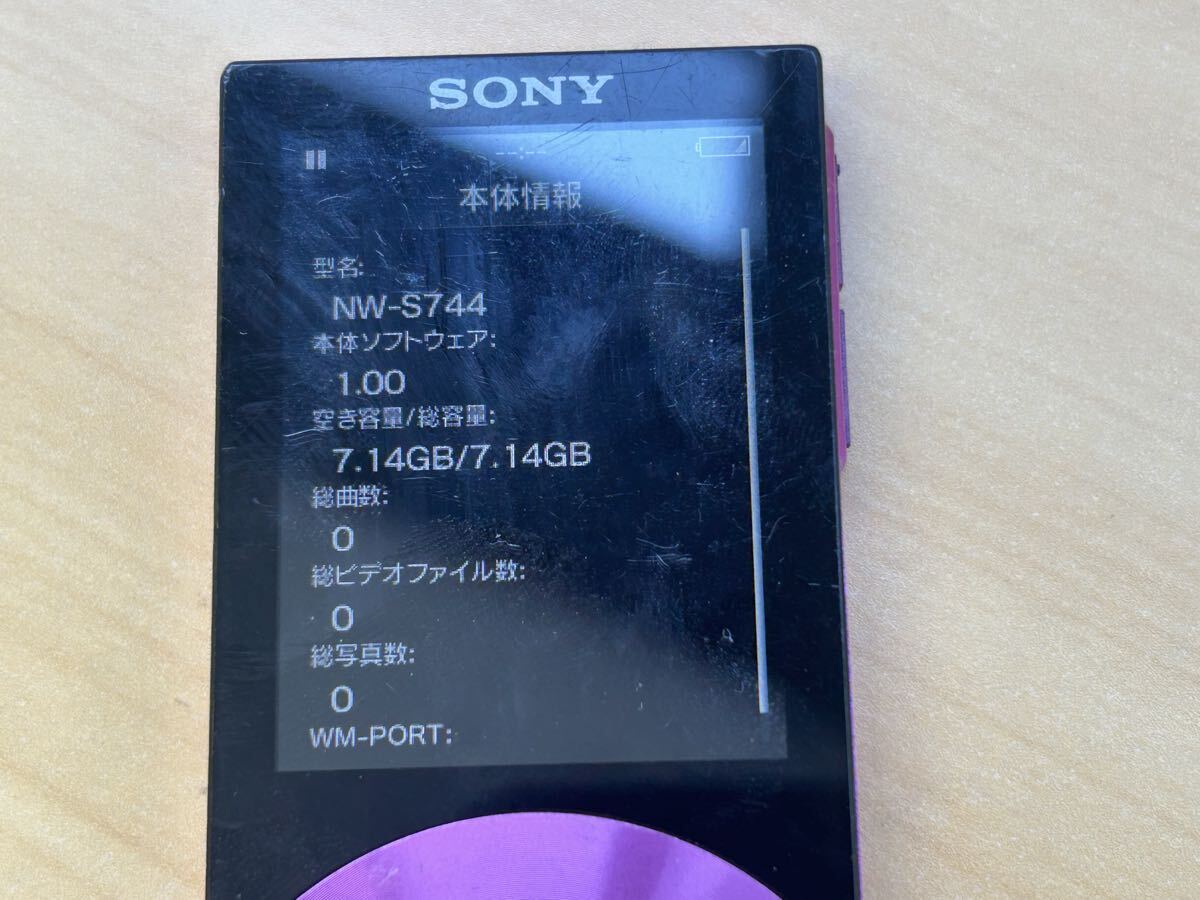 SONY
--:--
本体情報
型名:
NW-S744
本体ソフトウェア:
1.00
空き容量/総容量:
7.14GB/7.14GB
総曲数:
0
総ビデオファイル数:
0
総写真数:
0
WM-PORT: